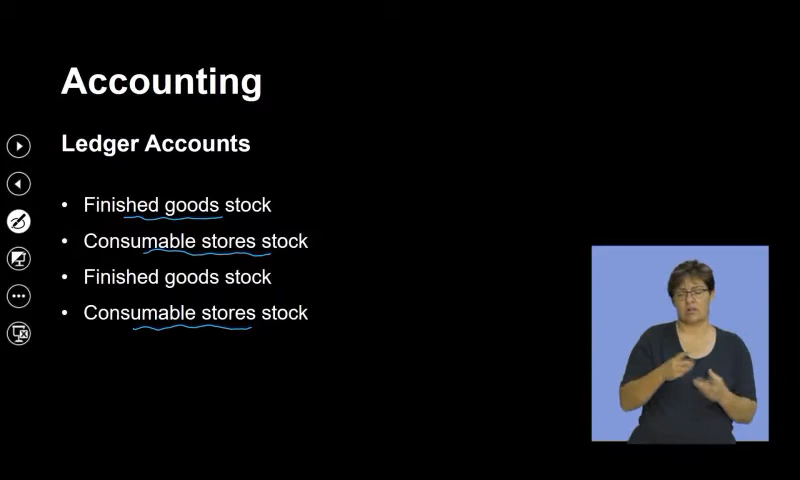 Accounting
Ledger Accounts
• Finished goods stock
• Consumable stores stock
• Finished goods stock
• Consumable stores stock